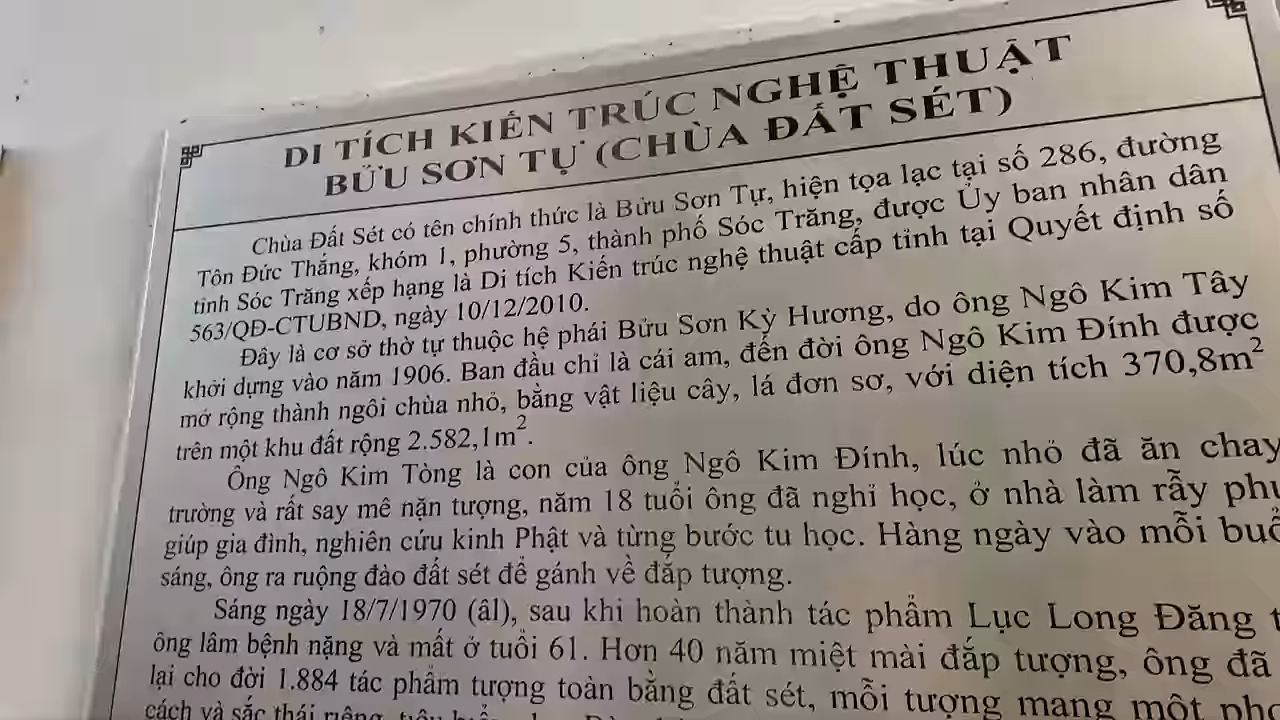 DI TÍCH KIẾN TRÚC NGHỆ THUẬT
BỬU SƠN TỰ (CHÙA ĐẤT SÉT)
Chùa Đất Sét có tên chính thức là Bửu Sơn Tự, hiện tọa lạc tại số 286, đường
Tôn Đức Thắng, khóm 1, phường 5, thành phố Sóc Trăng, được Ủy ban nhân dân
tỉnh Sóc Trăng xếp hạng là Di tích Kiến trúc nghệ thuật cấp tỉnh tại Quyết định số
563/QĐ-CTUBND, ngày 10/12/2010.
Đây là cơ sở thờ tự thuộc hệ phái Bửu Sơn Kỳ Hương, do ông Ngô Kim Tây
khởi dựng vào năm 1906. Ban đầu chỉ là cái am, đến đời ông Ngô Kim Đính được
mở rộng thành ngôi chùa nhỏ, bằng vật liệu cây, lá đơn sơ, với diện tích 370,8m²
trên một khu đất rộng 2.582,1m².
Ông Ngô Kim Tòng là con của ông Ngô Kim Đính, lúc nhỏ đã ăn chay
trường và rất say mê nặn tượng, năm 18 tuổi ông đã nghỉ học, ở nhà làm rẫy
giúp gia đình, nghiên cứu kinh Phật và từng bước tu học. Hàng ngày vào mỗi
sáng, ông ra ruộng đào đất sét để gánh về đắp tượng.
Sáng ngày 18/7/1970 (âl), sau khi hoàn thành tác phẩm Lục Long Đăng
ông lâm bệnh nặng và mất ở tuổi 61. Hơn 40 năm miệt mài đắp tượng, ông đã
lại cho đời 1.884 tác phẩm tượng toàn bằng đất sét, mỗi tượng mang một
cách và sắc thái riêng,